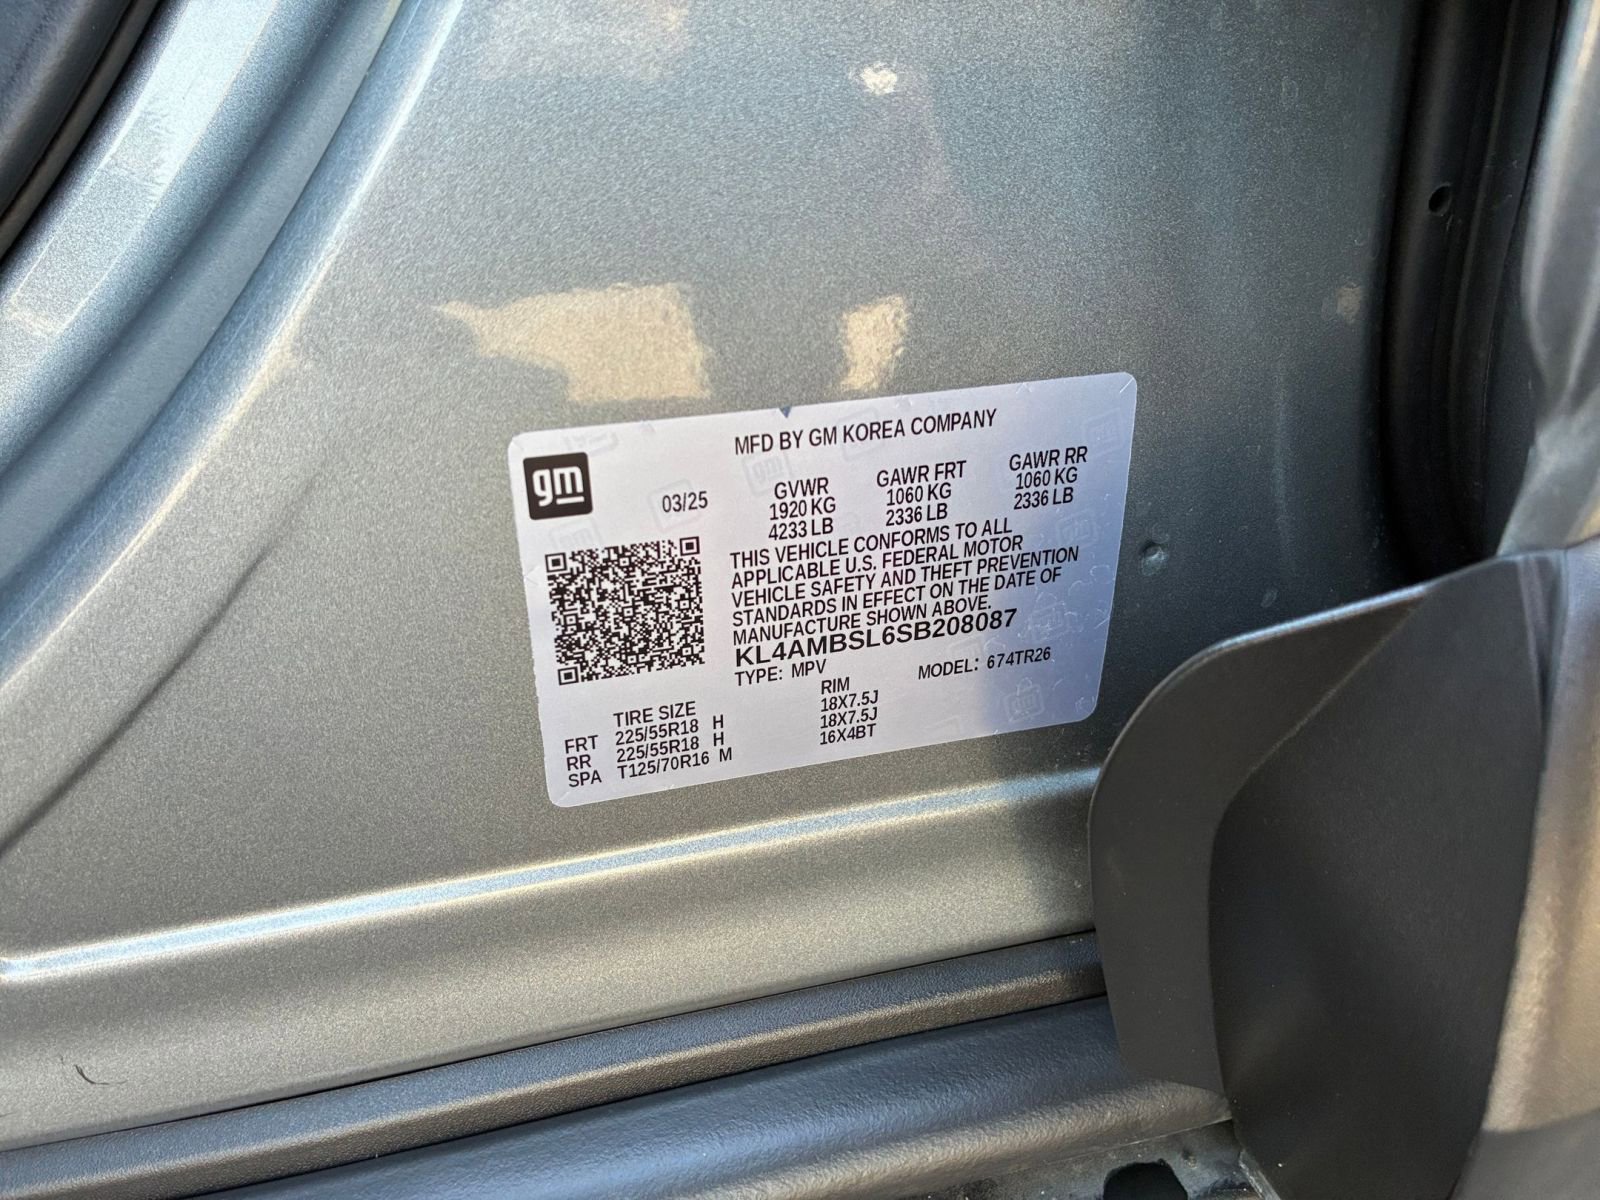 MFD BY GM KOREA COMPANY
gm
03/25
GVWR GAWR FRT GAWR RR
1920 KG 1060 KG 1060 KG
4233 LB 2336 LB 2336 LB
THIS VEHICLE CONFORMS TO ALL
APPLICABLE U.S. FEDERAL MOTOR
VEHICLE SAFETY AND THEFT PREVENTION
STANDARDS IN EFFECT ON THE DATE OF
MANUFACTURE SHOWN ABOVE.
KL4AMBSL6SB208087
TYPE: MPV MODEL: 674TR26
TIRE SIZE RIM
FRT 225/55R18 H 18X7.5J
RR 225/55R18 H 18X7.5J
SPA T125/70R16 M 16X4BT